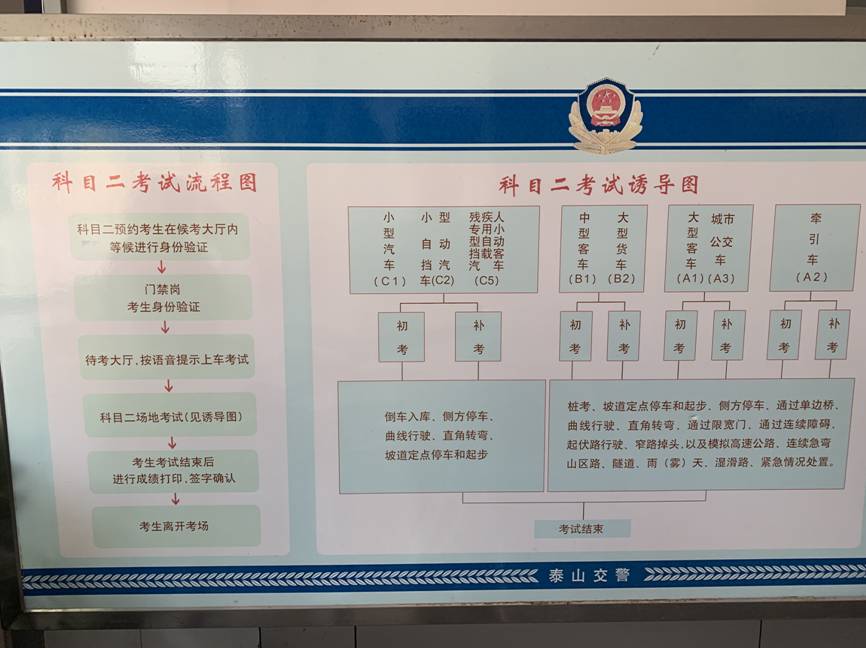 科目二考试流程图
科目二预约考生在候考大厅内
等候进行身份验证
门禁岗
考生身份验证
待考大厅,按语音提示上车考试
科目二场地考试(见诱导图)
考生考试结束后
进行成绩打印,签字确认
考生离开考场
科目二考试诱导图
小型汽车(C1)
小型自动挡汽车(C2)
残疾人专用小型自动挡载客汽车(C5)
中型客车(B1)
大型货车(B2)
大型客车(A1)
城市公交车(A3)
牵引车(A2)
初考
补考
初考
补考
初考
补考
初考
补考
倒车入库、侧方停车、
曲线行驶、直角转弯、
坡道定点停车和起步
桩考、坡道定点停车和起步、侧方停车、通过单边桥、
曲线行驶、直角转弯、通过限宽门、通过连续障碍、
起伏路行驶、窄路掉头,以及模拟高速公路、连续急弯
山区路、隧道、雨(雾)天、湿滑路、紧急情况处置。
考试结束
泰山交警